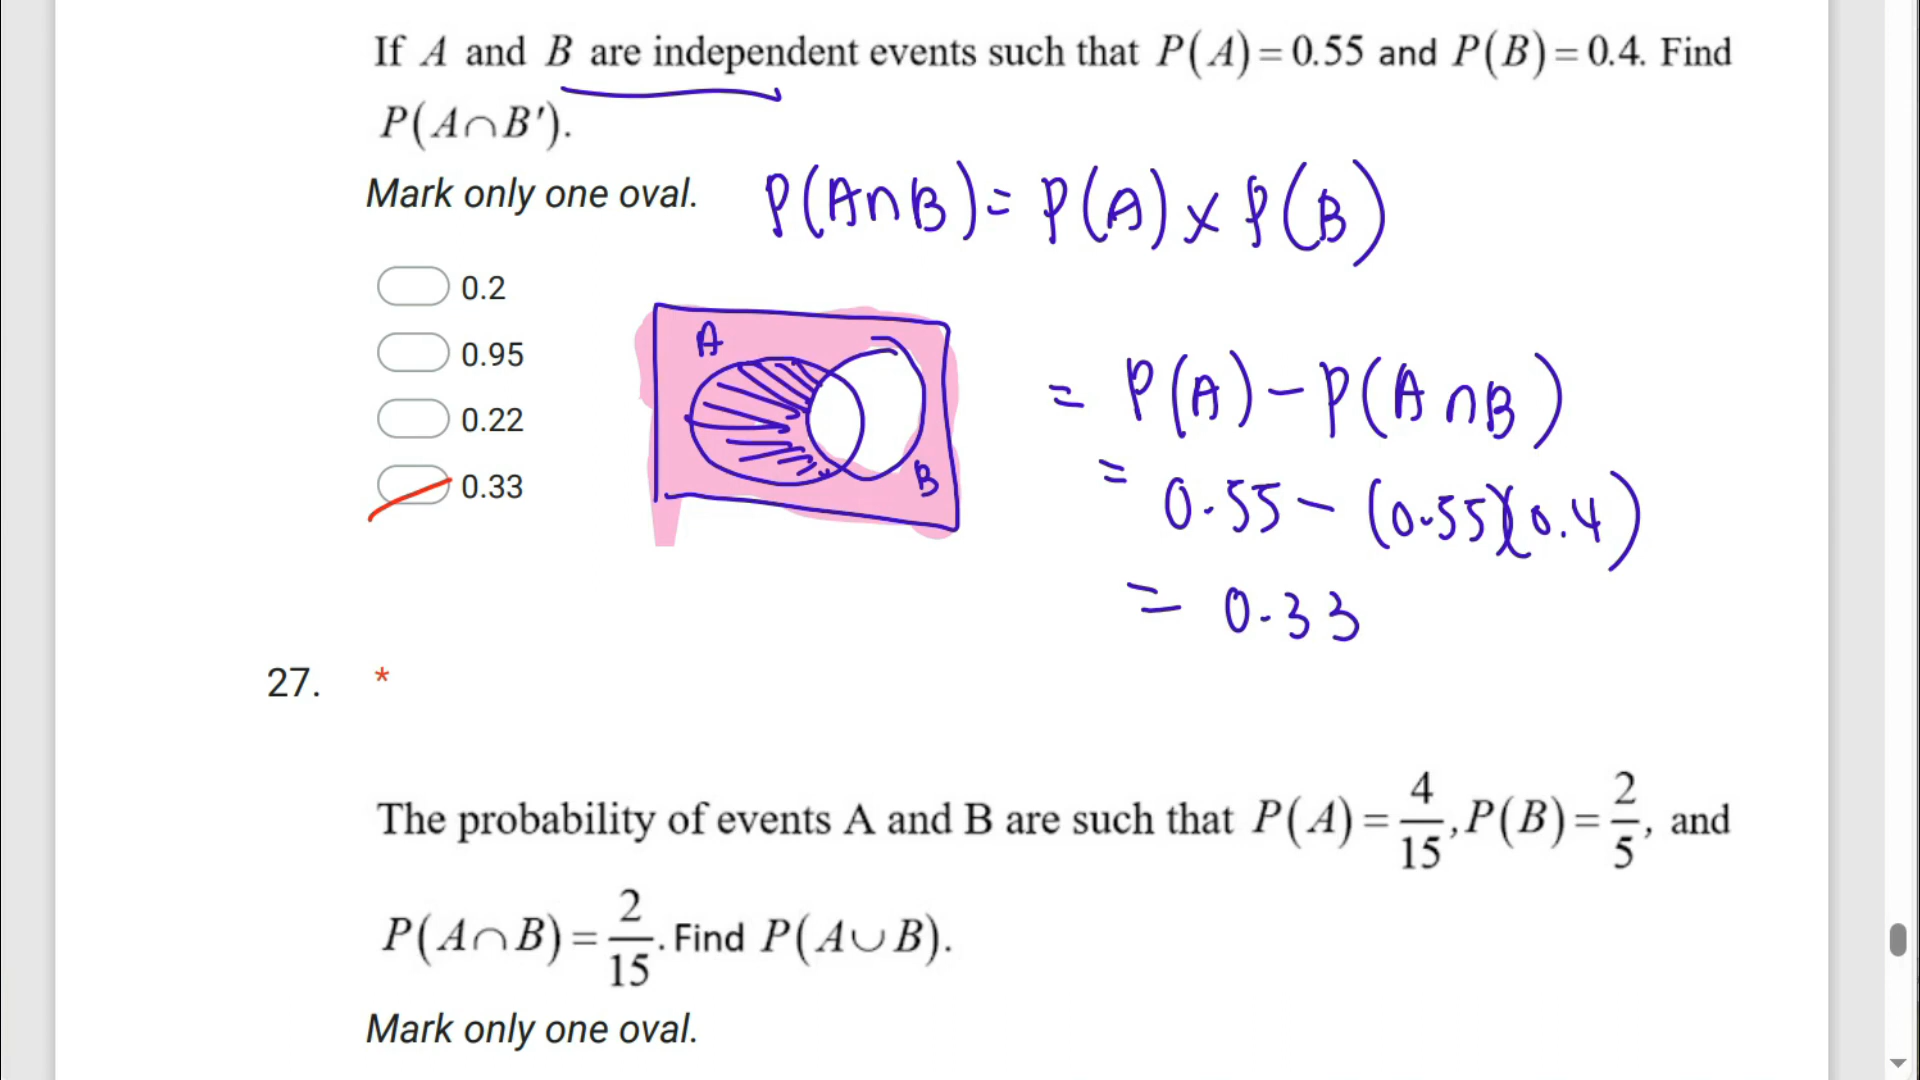 If A and B are independent events such that P(A) = 0.55 and P(B) = 0.4. Find
P(A∩B′).
Mark only one oval.
P(A∩B) = P(A) x P(B)
0.2
0.95
0.22
0.33
A
B
= P(A) − P(A∩B)
= 0.55 − (0.55)(0.4)
= 0.33
27. *
The probability of events A and B are such that P(A) = 4/15, P(B) = 2/5, and
P(A∩B) = 2/15. Find P(A∪B).
Mark only one oval.